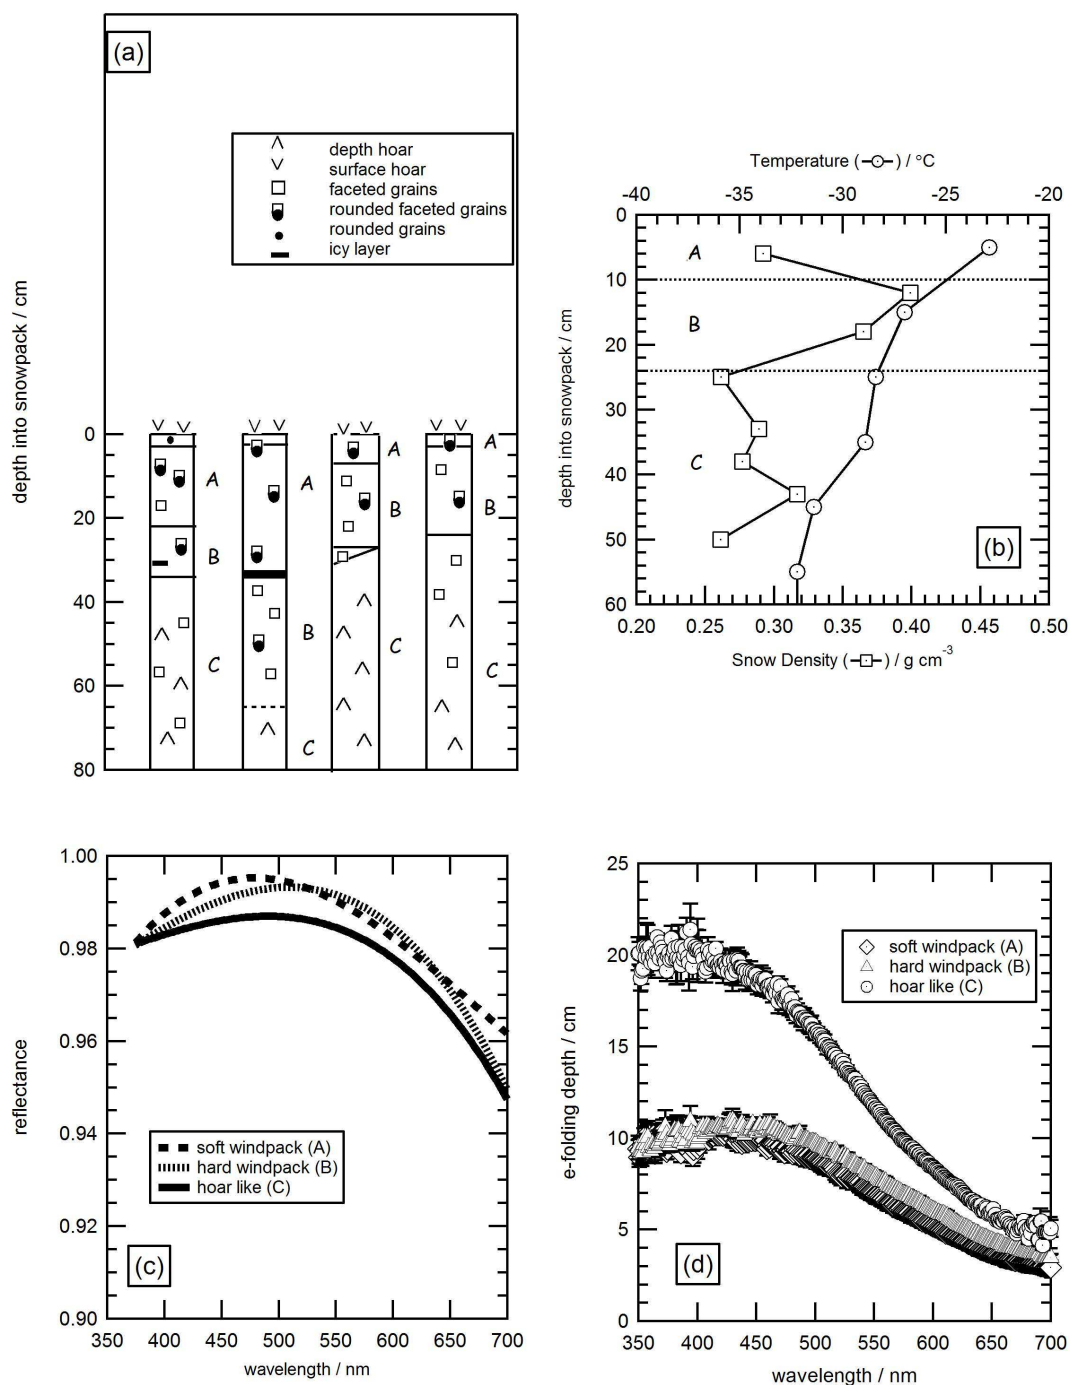 (a)
depth hoar
surface hoar
faceted grains
rounded faceted grains
rounded grains
icy layer
depth into snowpack / cm
0
20
40
60
80
A
B
C
A
B
C
A
B
C
A
B
C
Temperature ( ) / °C
-40 -35 -30 -25 -20
depth into snowpack / cm
0
10
20
30
40
50
60
A
B
C
(b)
0.20 0.25 0.30 0.35 0.40 0.45 0.50
Snow Density ( ) / g cm-3
reflectance
1.00
0.98
0.96
0.94
0.92
0.90
soft windpack (A)
hard windpack (B)
hoar like (C)
(c)
350 400 450 500 550 600 650 700
wavelength / nm
e-folding depth / cm
25
20
15
10
5
0
soft windpack (A)
hard windpack (B)
hoar like (C)
(d)
350 400 450 500 550 600 650 700
wavelength / nm